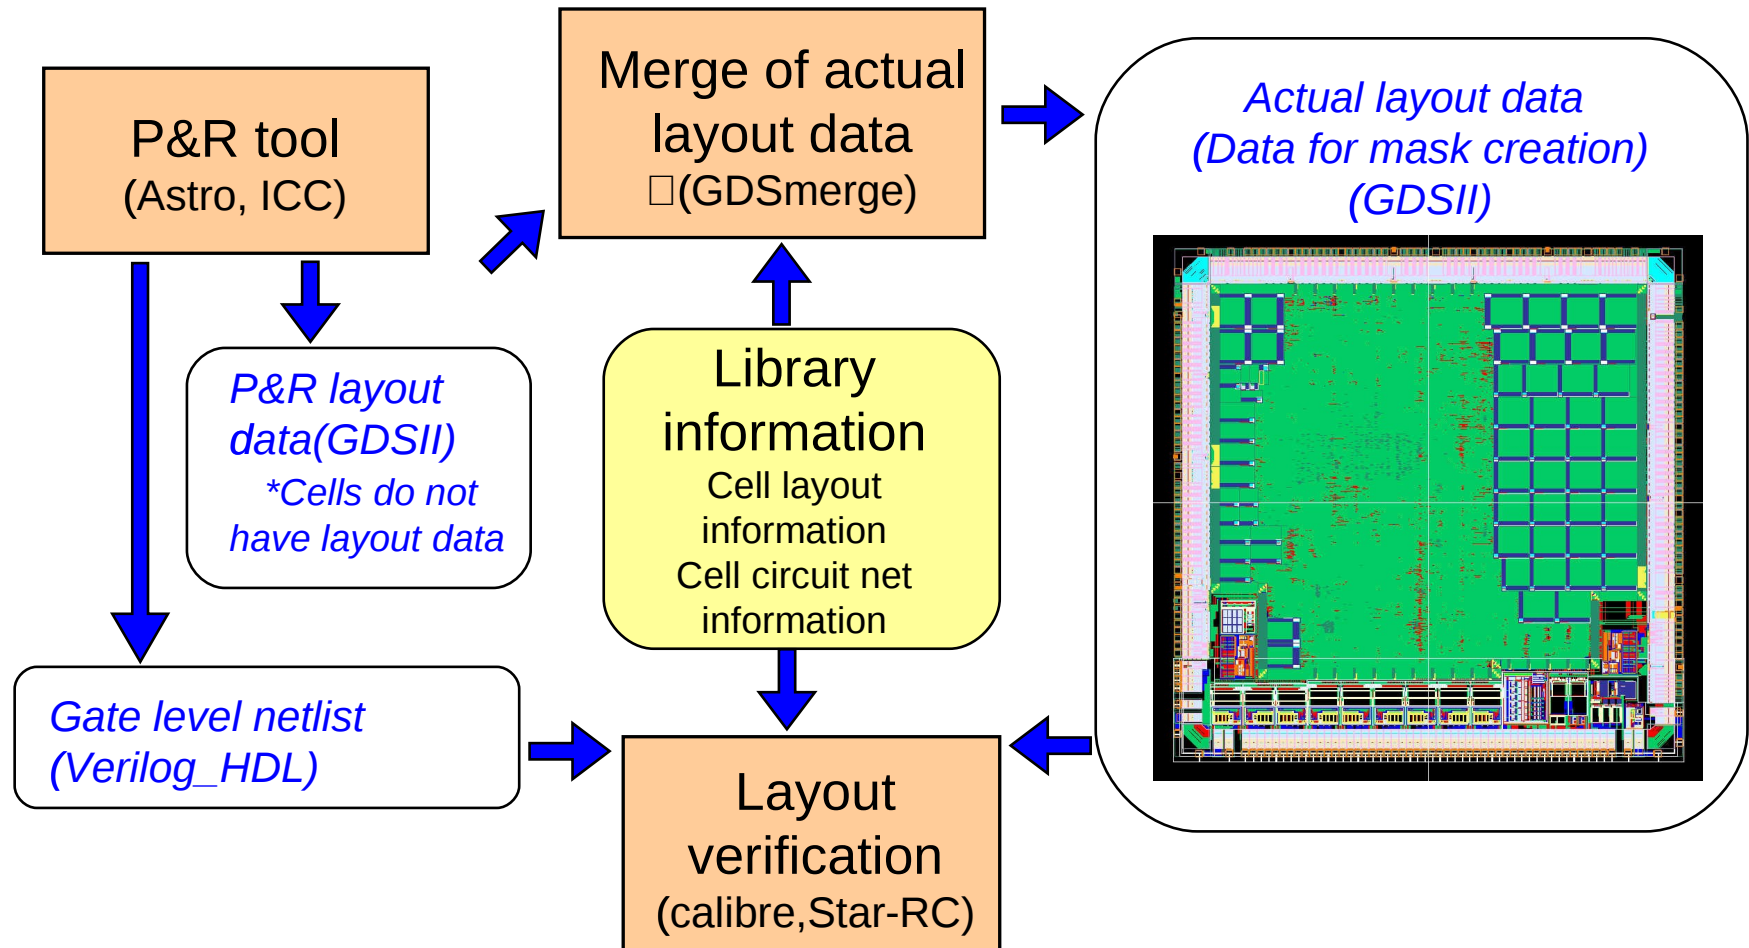 P&R tool
(Astro, ICC)
Merge of actual
layout data
□(GDSmerge)
Actual layout data
(Data for mask creation)
(GDSII)
P&R layout
data(GDSII)
*Cells do not
have layout data
Library
information
Cell layout
information
Cell circuit net
information
Gate level netlist
(Verilog_HDL)
Layout
verification
(calibre,Star-RC)